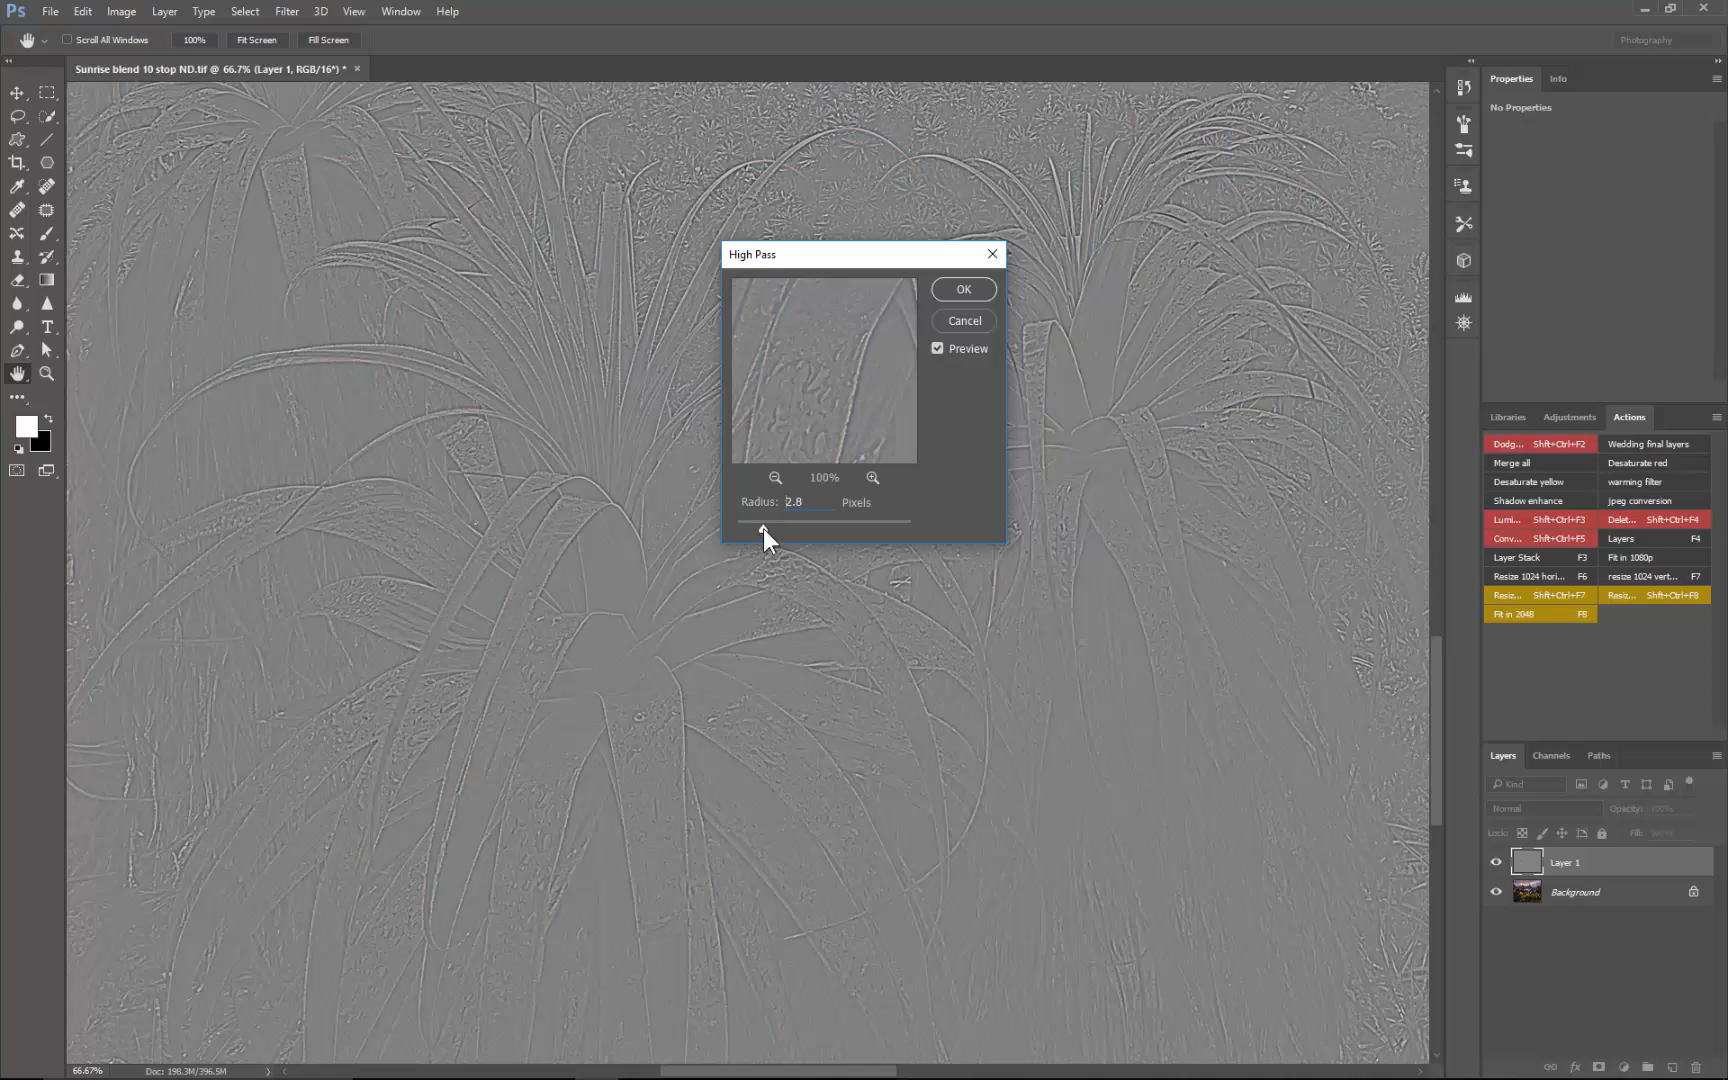 Ps File Edit Image Layer Type Select Filter 3D View Window Help
Scroll All Windows 100% Fit Screen Fill Screen Photography
Sunrise blend 10 stop ND.tif @ 66.7% (Layer 1, RGB/16*) * ×
Properties Info
No Properties
High Pass
OK
Cancel
Preview
100%
Radius: 2.8 Pixels
Libraries Adjustments Actions
Dodg... Shft+Ctrl+F2 Wedding final layers
Merge all Desaturate red
Desaturate yellow warming filter
Shadow enhance jpeg conversion
Lumi... Shft+Ctrl+F3 Delet... Shft+Ctrl+F4
Conv... Shft+Ctrl+F5 Layers F4
Layer Stack F3 Fit in 1080p
Resize 1024 hori... F6 resize 1024 vert... F7
Resiz... Shft+Ctrl+F7 Resiz... Shft+Ctrl+F8
Fit in 2048 F8
Layers Channels Paths
Kind
Normal Opacity: 100%
Lock: Fill:
Layer 1
Background
66.67% Doc: 198.3M/396.5M